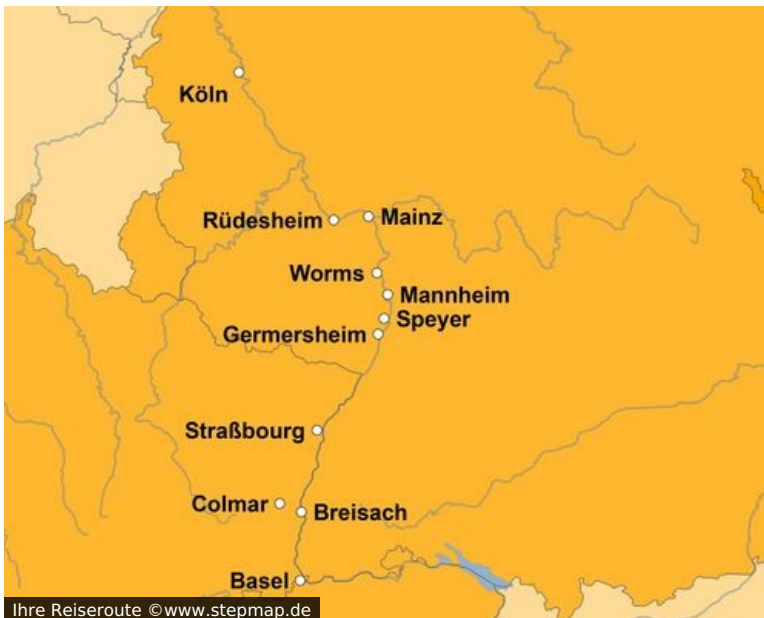 Köln
Rüdesheim
Mainz
Worms
Mannheim
Speyer
Germersheim
Straßbourg
Colmar
Breisach
Basel
Ihre Reiseroute ©www.stepmap.de